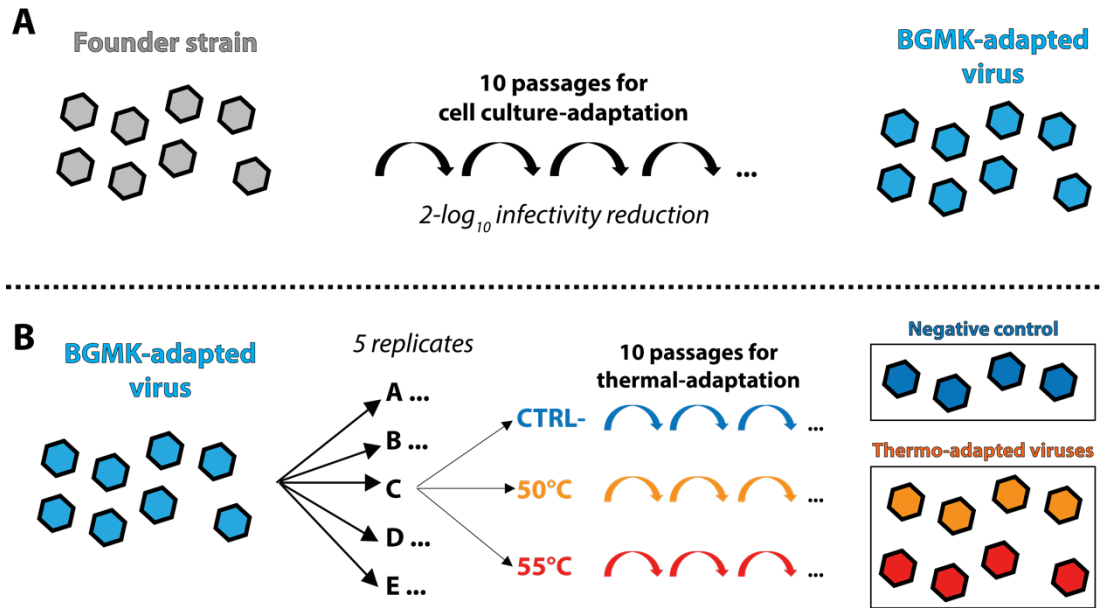 A
Founder strain
10 passages for
cell culture-adaptation
...
2-log₁₀ infectivity reduction
BGMK-adapted
virus
B
BGMK-adapted
virus
5 replicates
A ...
B ...
C
D ...
E ...
10 passages for
thermal-adaptation
CTRL- ...
50°C ...
55°C ...
Negative control
Thermo-adapted viruses